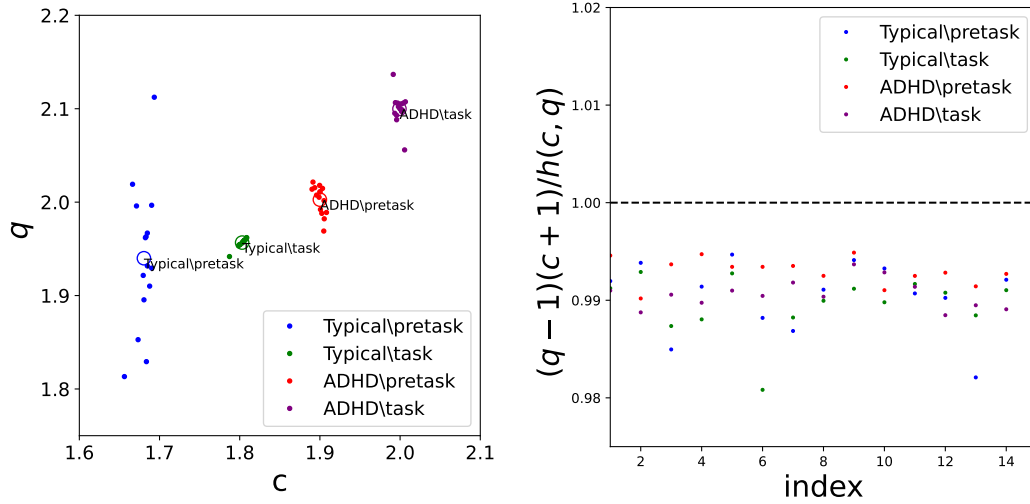 2.2
2.1
2.0
1.9
1.8
q
1.6
1.7
1.8
1.9
2.0
2.1
c
ADHD\task
ADHD\pretask
Typical\task
Typical\pretask
Typical\pretask
Typical\task
ADHD\pretask
ADHD\task
1.02
1.01
1.00
0.99
0.98
(q − 1)(c + 1)/h(c, q)
2
4
6
8
10
12
14
index
Typical\pretask
Typical\task
ADHD\pretask
ADHD\task